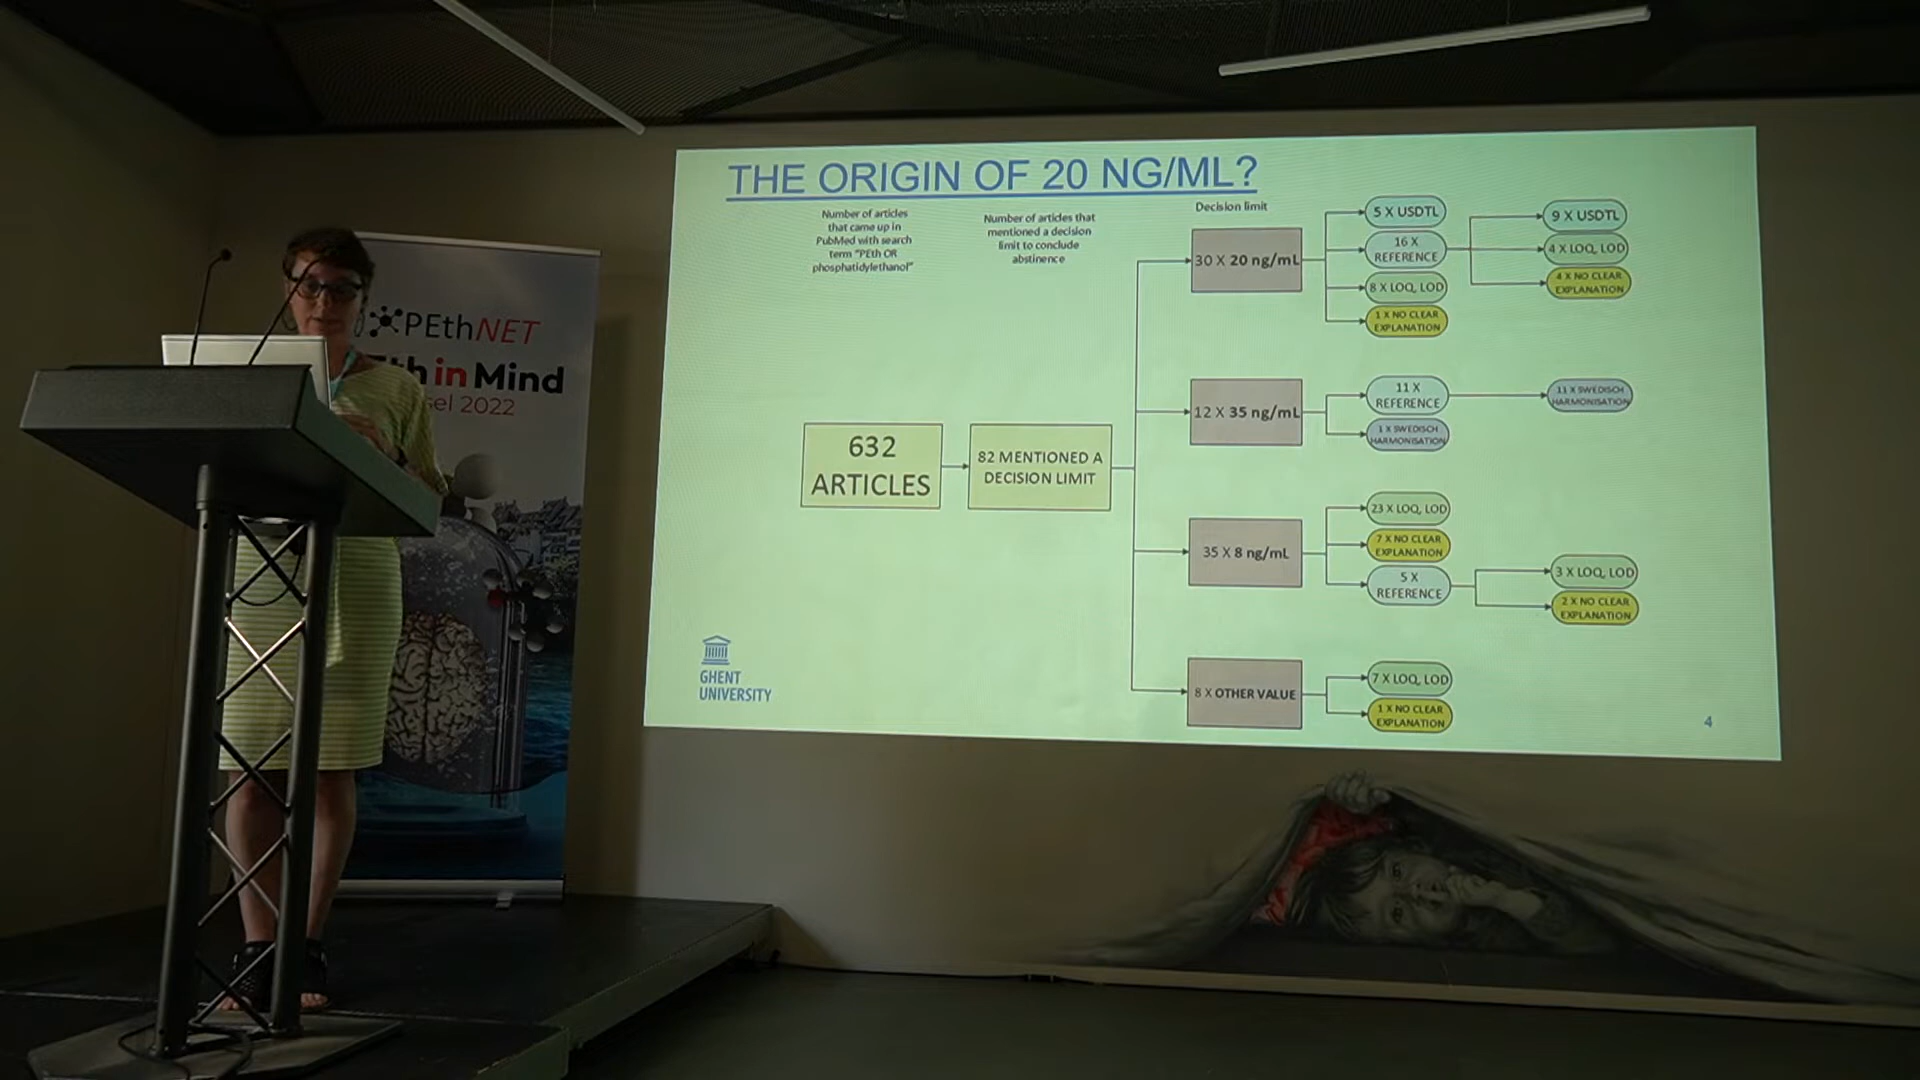 THE ORIGIN OF 20 NG/ML?
Number of articles
that came up in
PubMed with search
term "PEth OR
phosphatidylethanol"
Number of articles that
mentioned a decision
limit to conclude
abstinence
Decision limit
632
ARTICLES
82 MENTIONED A
DECISION LIMIT
30 X 20 ng/mL
5 X USDTL
16 X
REFERENCE
8 X LOQ, LOD
1 X NO CLEAR
EXPLANATION
9 X USDTL
4 X LOQ, LOD
4 X NO CLEAR
EXPLANATION
12 X 35 ng/mL
11 X
REFERENCE
1 X SWEDISCH
HARMONISATION
11 X SWEDISCH
HARMONISATION
35 X 8 ng/mL
23 X LOQ, LOD
7 X NO CLEAR
EXPLANATION
5 X
REFERENCE
3 X LOQ, LOD
2 X NO CLEAR
EXPLANATION
8 X OTHER VALUE
7 X LOQ, LOD
1 X NO CLEAR
EXPLANATION
GHENT
UNIVERSITY
4
PEthNET
th in Mind
sel 2022